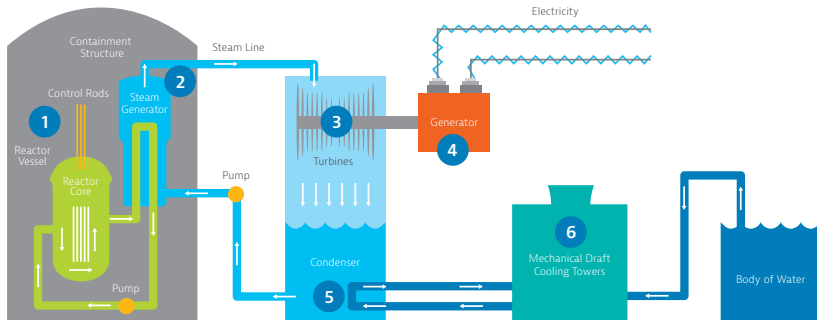 Electricity
Containment
Structure
Steam Line
2
Control Rods
Steam
Generator
1
3
Generator
4
Reactor
Vessel
Turbines
Pump
Reactor
Core
6
Mechanical Draft
Cooling Towers
Condenser
5
Body of Water
Pump